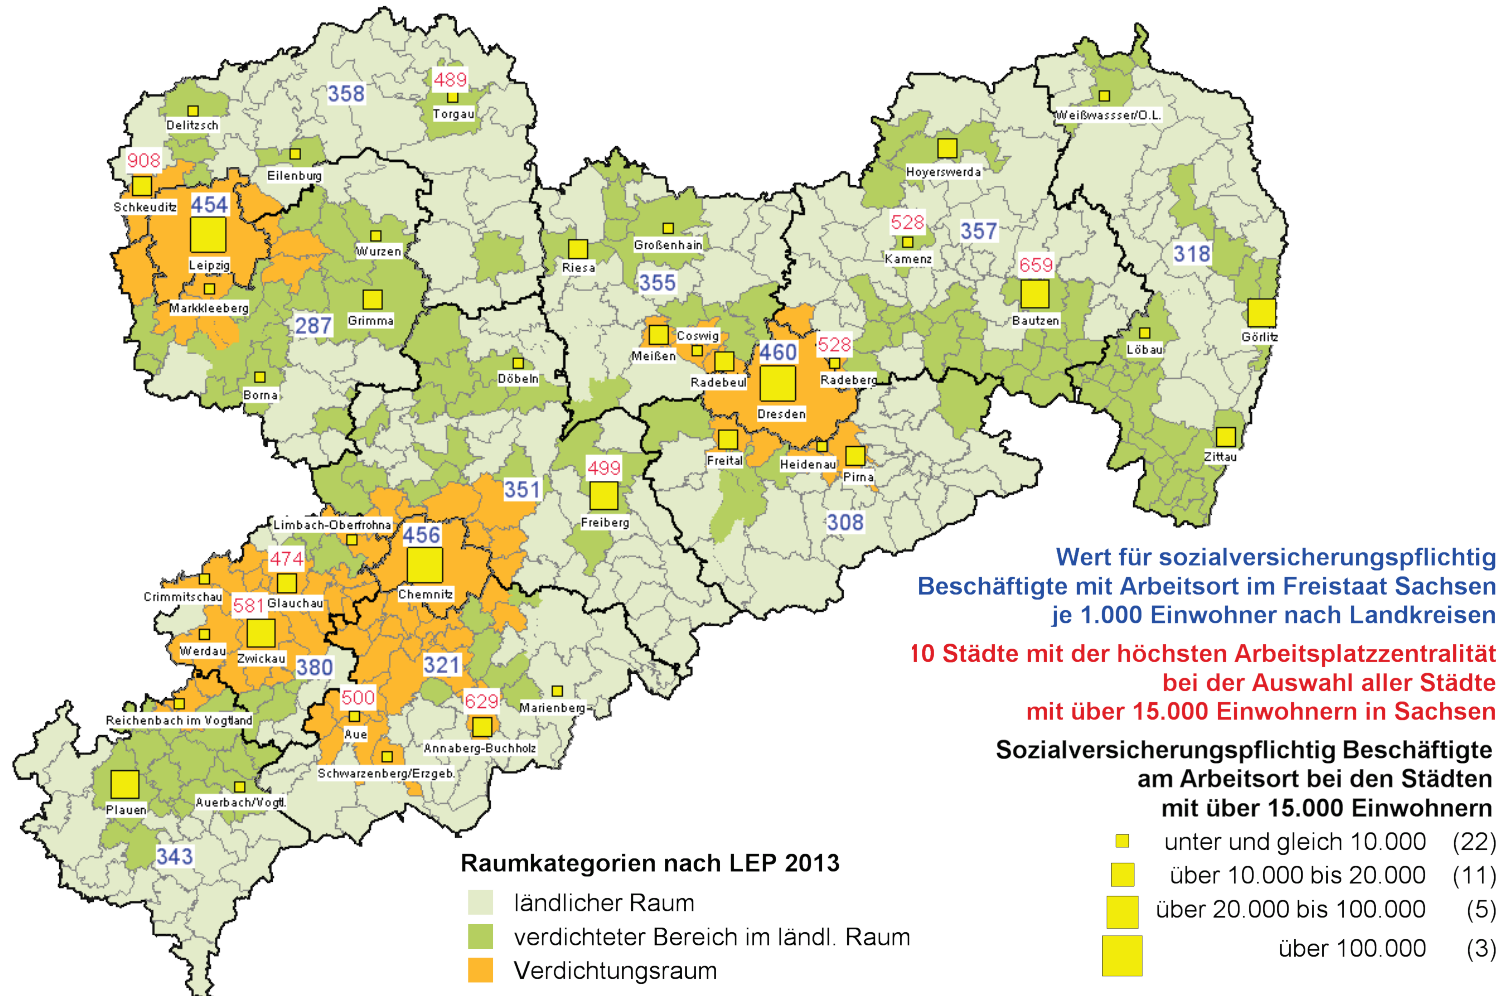 489
358
Torgau
Delitzsch
Weißwassser/O.L.
908
Eilenburg
Hoyerswerda
Schkeuditz
454
528
357
Wurzen
Großenhain
Kamenz
318
Leipzig
Riesa
659
Markkleeberg
355
287
Grimma
Bautzen
Görlitz
Meißen
Coswig
460
528
Löbau
Radebeul
Radeberg
Döbeln
Borna
Dresden
Freital
Heidenau
Pirna
Zittau
499
351
308
Freiberg
Limbach-Oberfrohna
456
474
Crimmitschau
Glauchau
Chemnitz
581
Werdau
Zwickau
380
321
500
629
Marienberg
Reichenbach im Vogtland
Aue
Annaberg-Buchholz
Schwarzenberg/Erzgeb.
Plauen
Auerbach/Vogtl.
343
Wert für sozialversicherungspflichtig
Beschäftigte mit Arbeitsort im Freistaat Sachsen
je 1.000 Einwohner nach Landkreisen
10 Städte mit der höchsten Arbeitsplatzzentralität
bei der Auswahl aller Städte
mit über 15.000 Einwohnern in Sachsen
Sozialversicherungspflichtig Beschäftigte
am Arbeitsort bei den Städten
mit über 15.000 Einwohnern
unter und gleich 10.000 (22)
über 10.000 bis 20.000 (11)
über 20.000 bis 100.000 (5)
über 100.000 (3)
Raumkategorien nach LEP 2013
ländlicher Raum
verdichteter Bereich im ländl. Raum
Verdichtungsraum